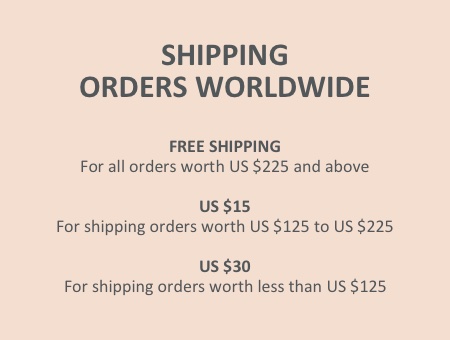 SHIPPING
ORDERS WORLDWIDE
FREE SHIPPING
For all orders worth US $225 and above
US $15
For shipping orders worth US $125 to US $225
US $30
For shipping orders worth less than US $125